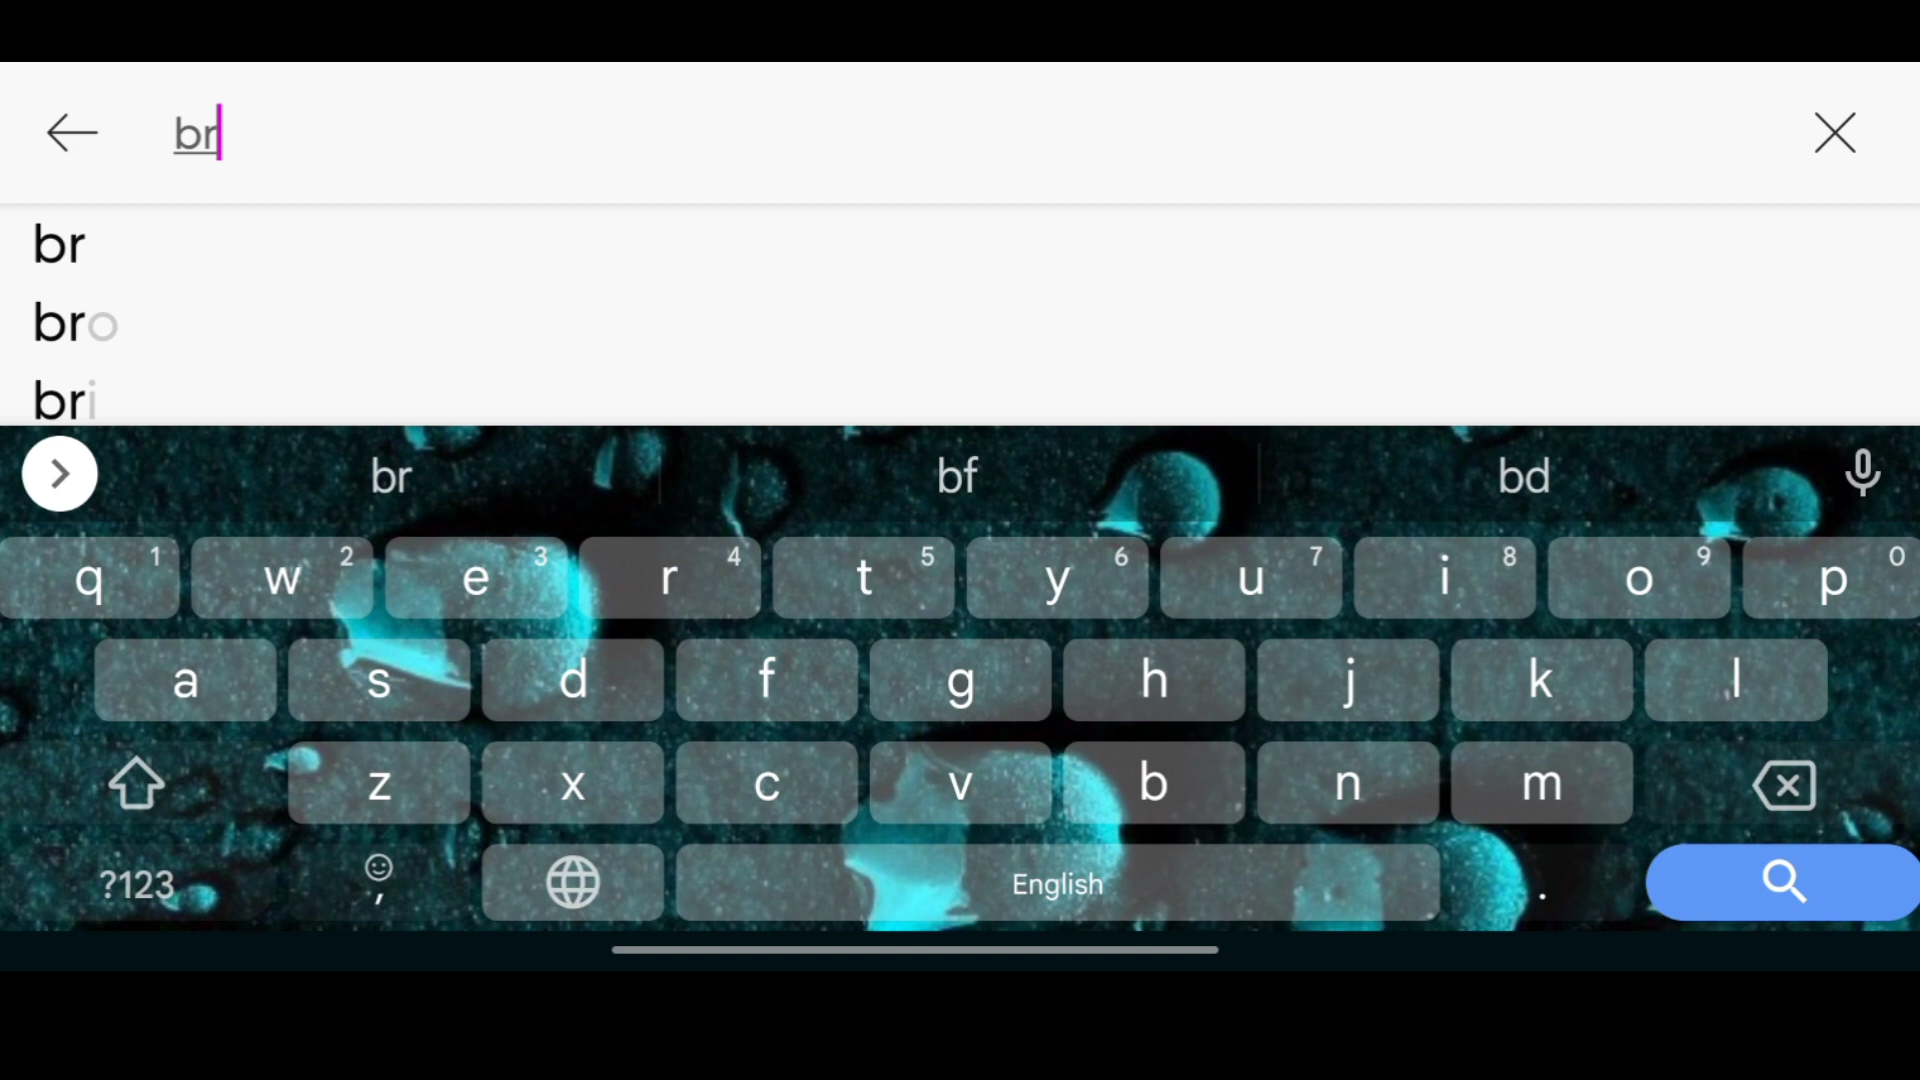 br
br
bro
bri
br bf bd
q 1 w 2 e 3 r 4 t 5 y 6 u 7 i 8 o 9 p 0
a s d f g h j k l
z x c v b n m
?123 , English .